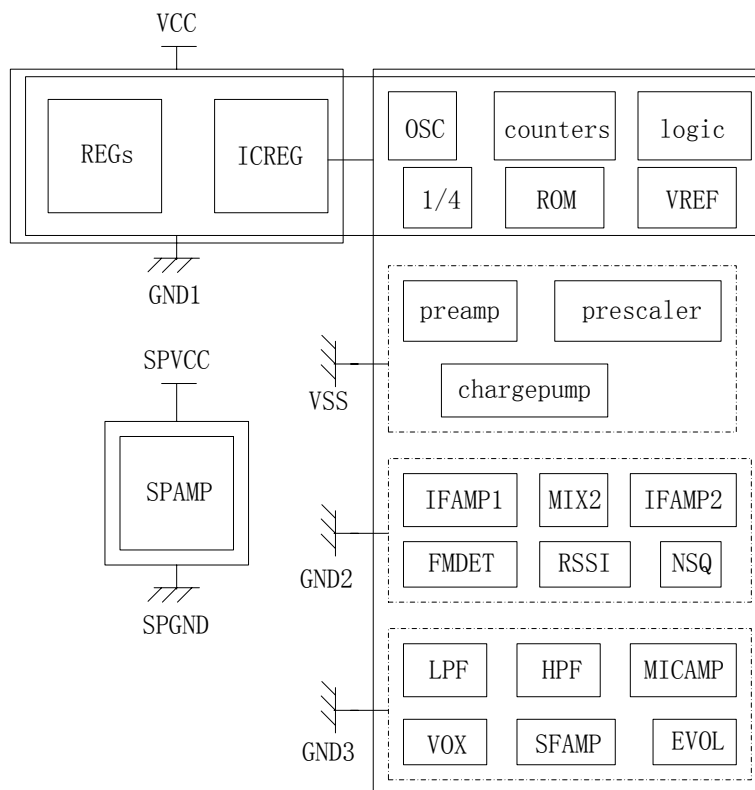 VCC
REGs
ICREG
OSC
counters
logic
1/4
ROM
VREF
GND1
preamp
prescaler
chargepump
VSS
SPVCC
SPAMP
SPGND
IFAMP1
MIX2
IFAMP2
FMDET
RSSI
NSQ
GND2
LPF
HPF
MICAMP
VOX
SFAMP
EVOL
GND3